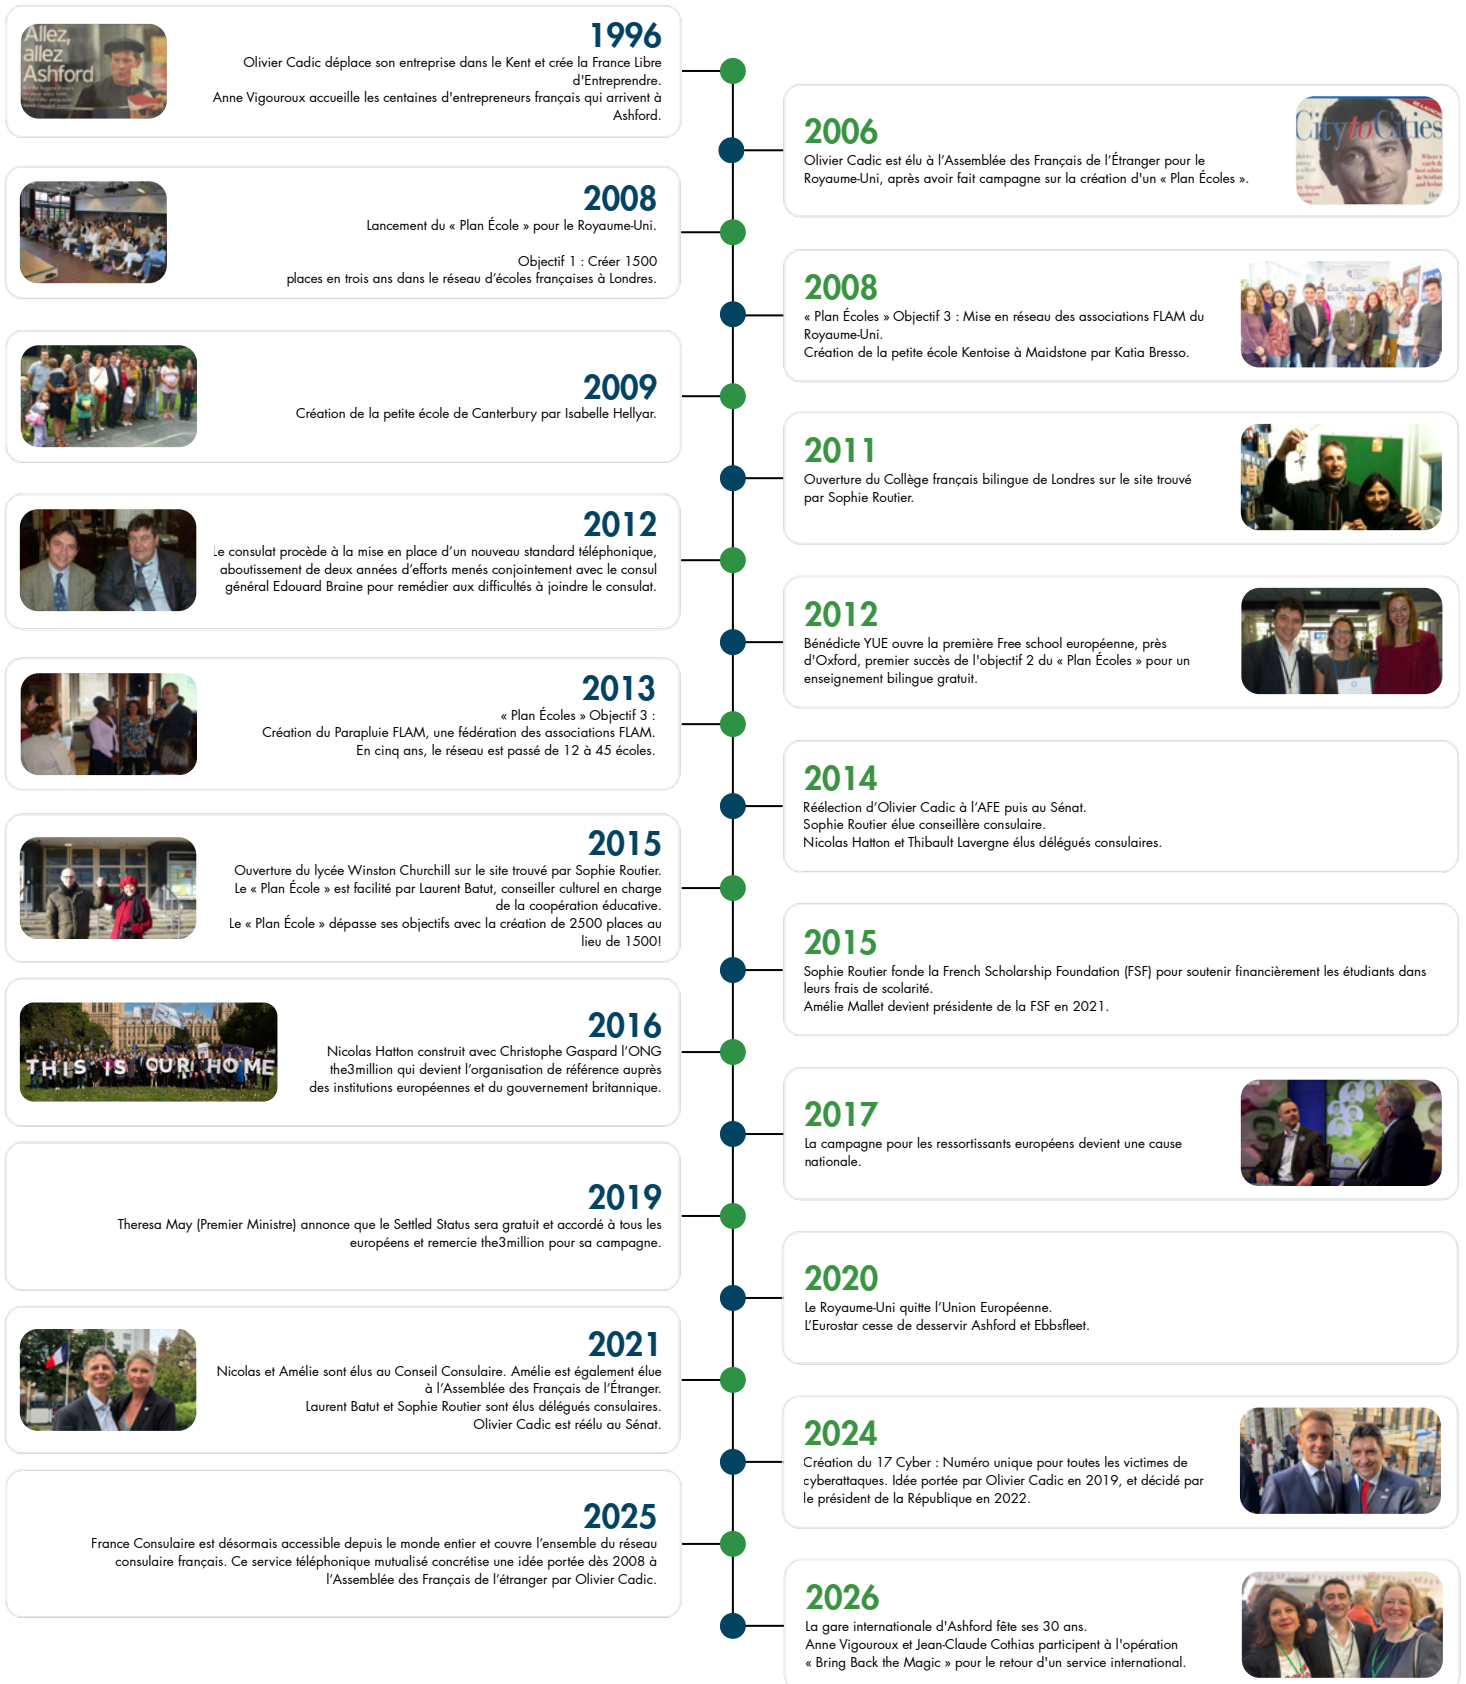 Allez,
allez
Ashford
1996
Olivier Cadic déplace son entreprise dans le Kent et crée la France Libre
d'Entreprendre.
Anne Vigouroux accueille les centaines d'entrepreneurs français qui arrivent à
Ashford.
2006
Olivier Cadic est élu à l’Assemblée des Français de l’Étranger pour le
Royaume-Uni, après avoir fait campagne sur la création d'un « Plan Écoles ».
City to Cities
2008
Lancement du « Plan École » pour le Royaume-Uni.
Objectif 1 : Créer 1500
places en trois ans dans le réseau d’écoles françaises à Londres.
2008
« Plan Écoles » Objectif 3 : Mise en réseau des associations FLAM du
Royaume-Uni.
Création de la petite école Kentoise à Maidstone par Katia Bresso.
2009
Création de la petite école de Canterbury par Isabelle Hellyar.
2011
Ouverture du Collège français bilingue de Londres sur le site trouvé
par Sophie Routier.
2012
Le consulat procède à la mise en place d’un nouveau standard téléphonique,
aboutissement de deux années d’efforts menés conjointement avec le consul
général Edouard Braine pour remédier aux difficultés à joindre le consulat.
2012
Bénédicte YUE ouvre la première Free school européenne, près
d'Oxford, premier succès de l'objectif 2 du « Plan Écoles » pour un
enseignement bilingue gratuit.
2013
« Plan Écoles » Objectif 3 :
Création du Parapluie FLAM, une fédération des associations FLAM.
En cinq ans, le réseau est passé de 12 à 45 écoles.
2014
Réélection d’Olivier Cadic à l’AFE puis au Sénat.
Sophie Routier élue conseillère consulaire.
Nicolas Hatton et Thibault Lavergne élus délégués consulaires.
2015
Ouverture du lycée Winston Churchill sur le site trouvé par Sophie Routier.
Le « Plan École » est facilité par Laurent Batut, conseiller culturel en charge
de la coopération éducative.
Le « Plan École » dépasse ses objectifs avec la création de 2500 places au
lieu de 1500!
2015
Sophie Routier fonde la French Scholarship Foundation (FSF) pour soutenir financièrement les étudiants dans
leurs frais de scolarité.
Amélie Mallet devient présidente de la FSF en 2021.
THIS IS OUR HOME
2016
Nicolas Hatton construit avec Christophe Gaspard l’ONG
the3million qui devient l’organisation de référence auprès
des institutions européennes et du gouvernement britannique.
2017
La campagne pour les ressortissants européens devient une cause
nationale.
2019
Theresa May (Premier Ministre) annonce que le Settled Status sera gratuit et accordé à tous les
européens et remercie the3million pour sa campagne.
2020
Le Royaume-Uni quitte l’Union Européenne.
L’Eurostar cesse de desservir Ashford et Ebbsfleet.
2021
Nicolas et Amélie sont élus au Conseil Consulaire. Amélie est également élue
à l’Assemblée des Français de l’Étranger.
Laurent Batut et Sophie Routier sont élus délégués consulaires.
Olivier Cadic est réélu au Sénat.
2024
Création du 17 Cyber : Numéro unique pour toutes les victimes de
cyberattaques. Idée portée par Olivier Cadic en 2019, et décidé par
le président de la République en 2022.
2025
France Consulaire est désormais accessible depuis le monde entier et couvre l’ensemble du réseau
consulaire français. Ce service téléphonique mutualisé concrétise une idée portée dès 2008 à
l’Assemblée des Français de l’étranger par Olivier Cadic.
2026
La gare internationale d'Ashford fête ses 30 ans.
Anne Vigouroux et Jean-Claude Cothias participent à l'opération
« Bring Back the Magic » pour le retour d'un service international.